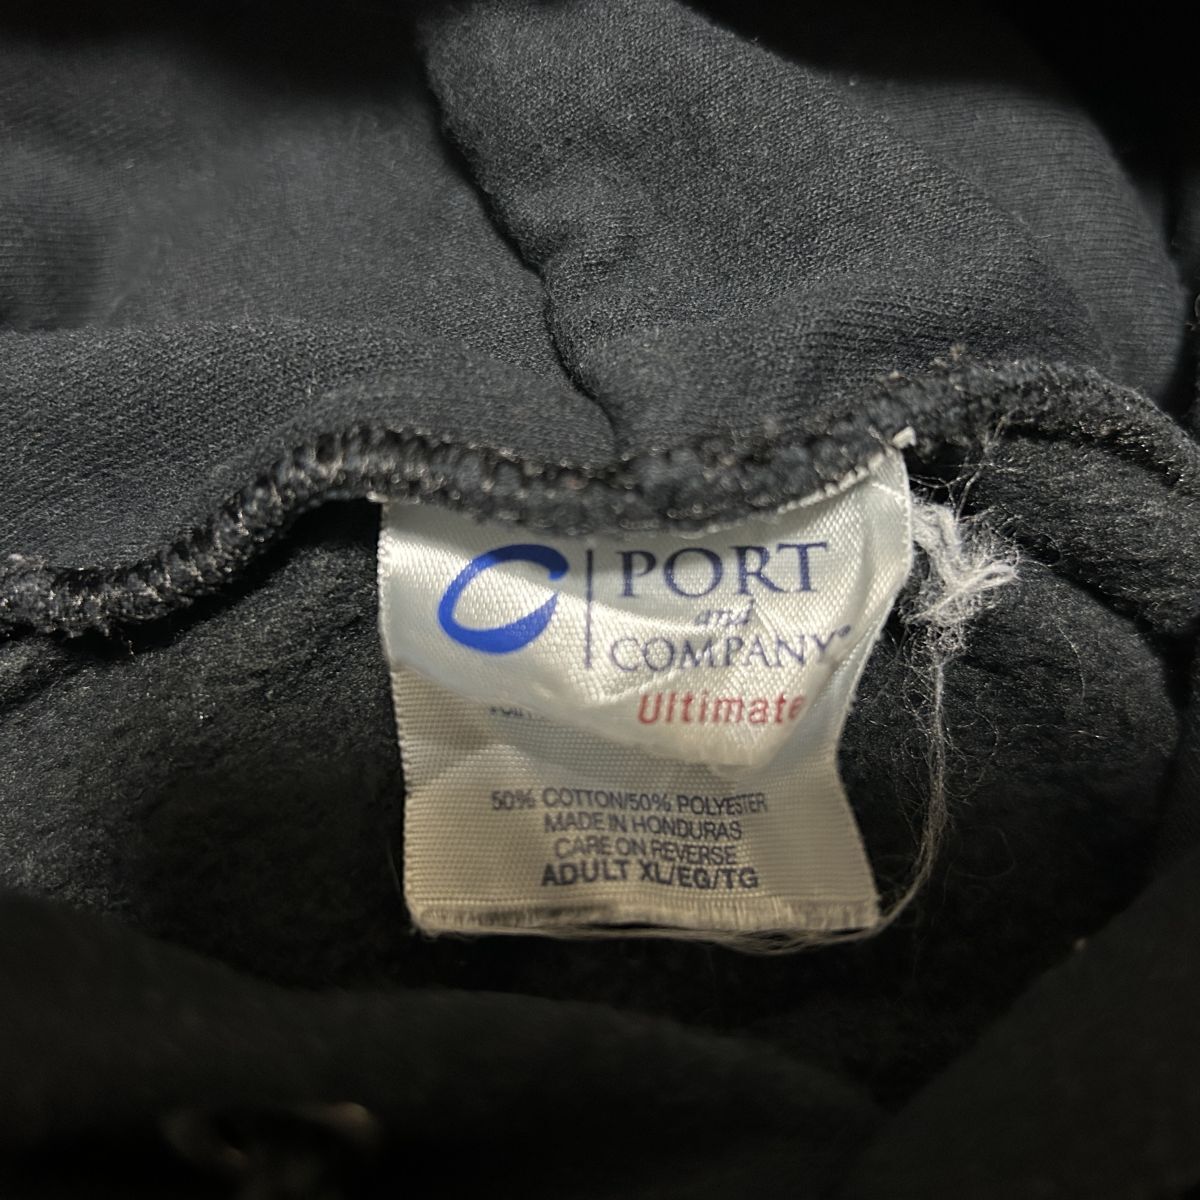 PORT
and
COMPANY®
Ultimate
50% COTTON/50% POLYESTER
MADE IN HONDURAS
CARE ON REVERSE
ADULT XL/EG/TG